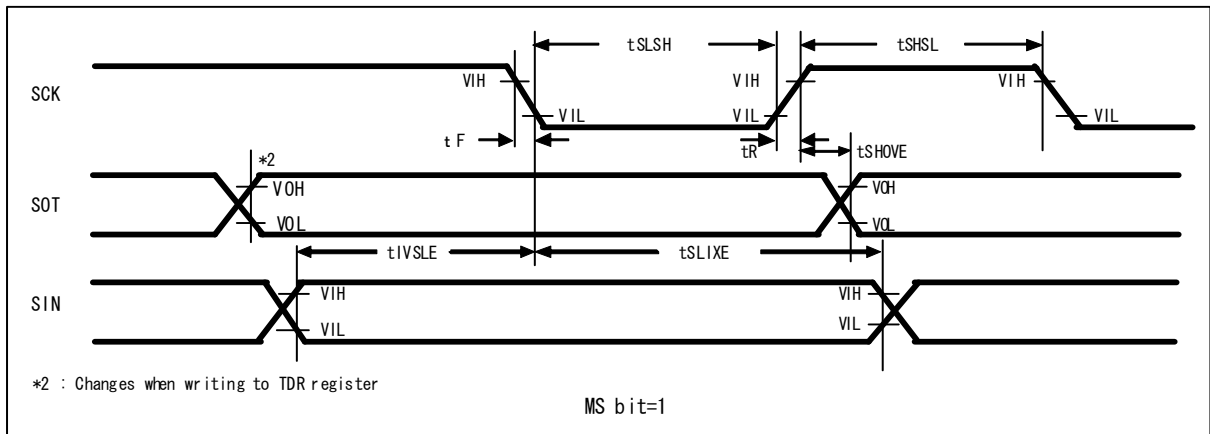 tSLSH tSHSL
SCK VIH VIH VIH
VIL VIL VIL
tF tR tSHOVE
*2
SOT VOH VOH
VOL VOL
tIVSLE tSLIXE
SIN VIH VIH
VIL VIL
*2 : Changes when writing to TDR register
MS bit=1